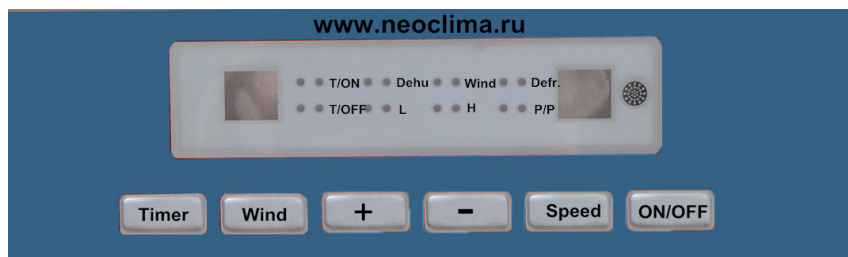 www.neoclima.ru
T/ON Dehu Wind Defr.
T/OFF L H P/P
Timer Wind + - Speed ON/OFF